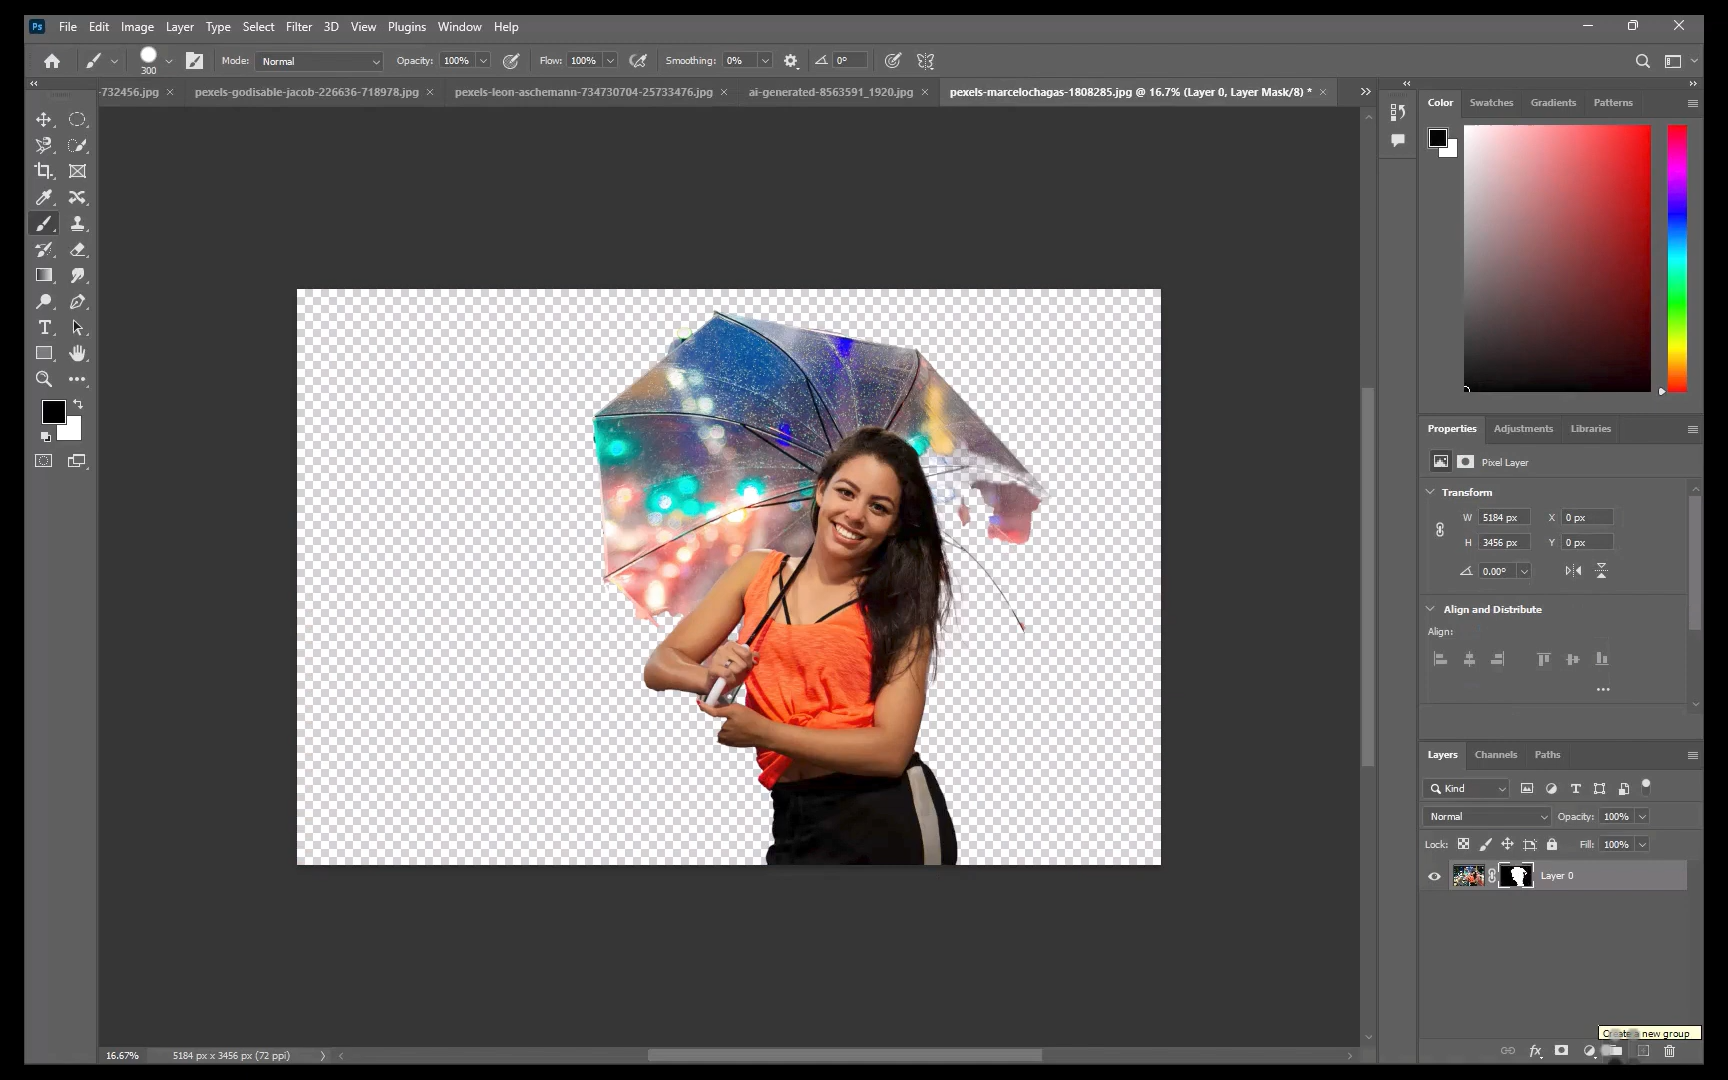 Ps File Edit Image Layer Type Select Filter 3D View Plugins Window Help
300 Mode: Normal Opacity: 100% Flow: 100% Smoothing: 0% 0°
-732456.jpg × pexels-godisable-jacob-226636-718978.jpg × pexels-leon-aschemann-734730704-25733476.jpg × ai-generated-8563591_1920.jpg × pexels-marcelochagas-1808285.jpg @ 16.7% (Layer 0, Layer Mask/8) * ×
Color Swatches Gradients Patterns
Properties Adjustments Libraries
Pixel Layer
Transform
W 5184 px X 0 px
H 3456 px Y 0 px
0.00°
Align and Distribute
Align:
Layers Channels Paths
Kind
Normal Opacity: 100%
Lock: Fill: 100%
Layer 0
Create a new group
fx
16.67% 5184 px x 3456 px (72 ppi)